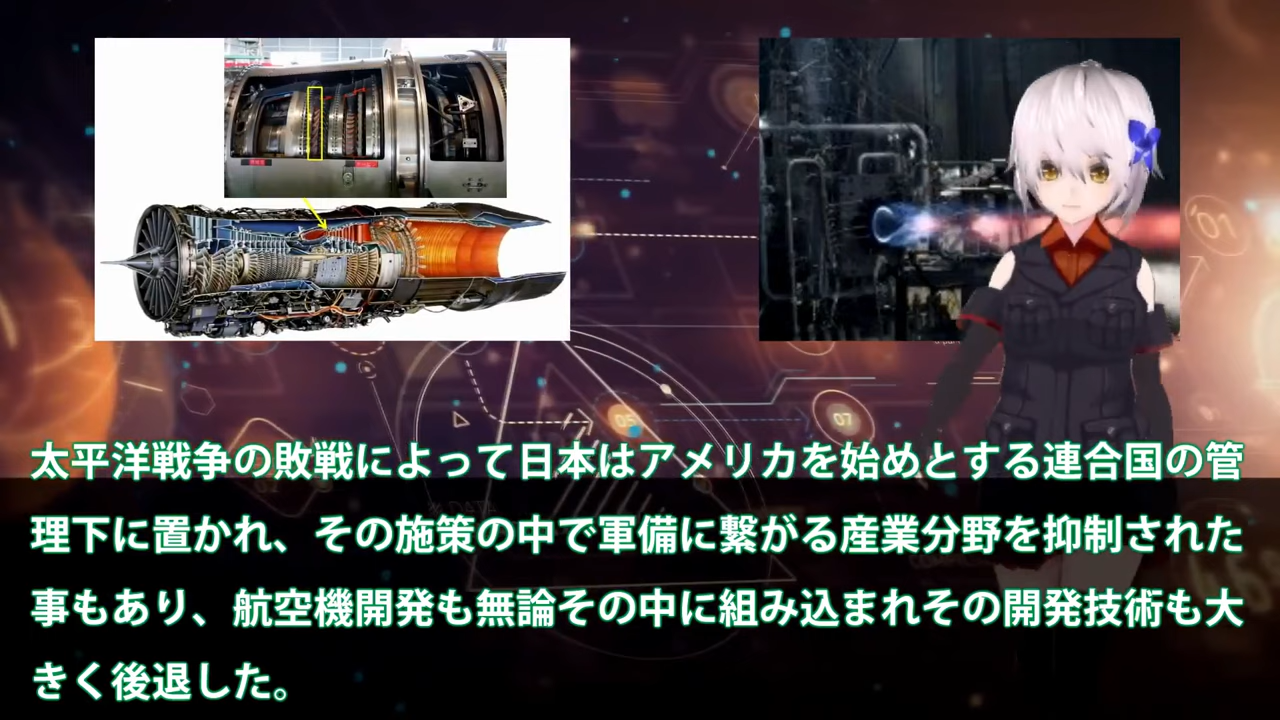 01
05
07
太平洋戦争の敗戦によって日本はアメリカを始めとする連合国の管
理下に置かれ、その施策の中で軍備に繋がる産業分野を抑制された
事もあり、航空機開発も無論その中に組み込まれその開発技術も大
きく後退した。